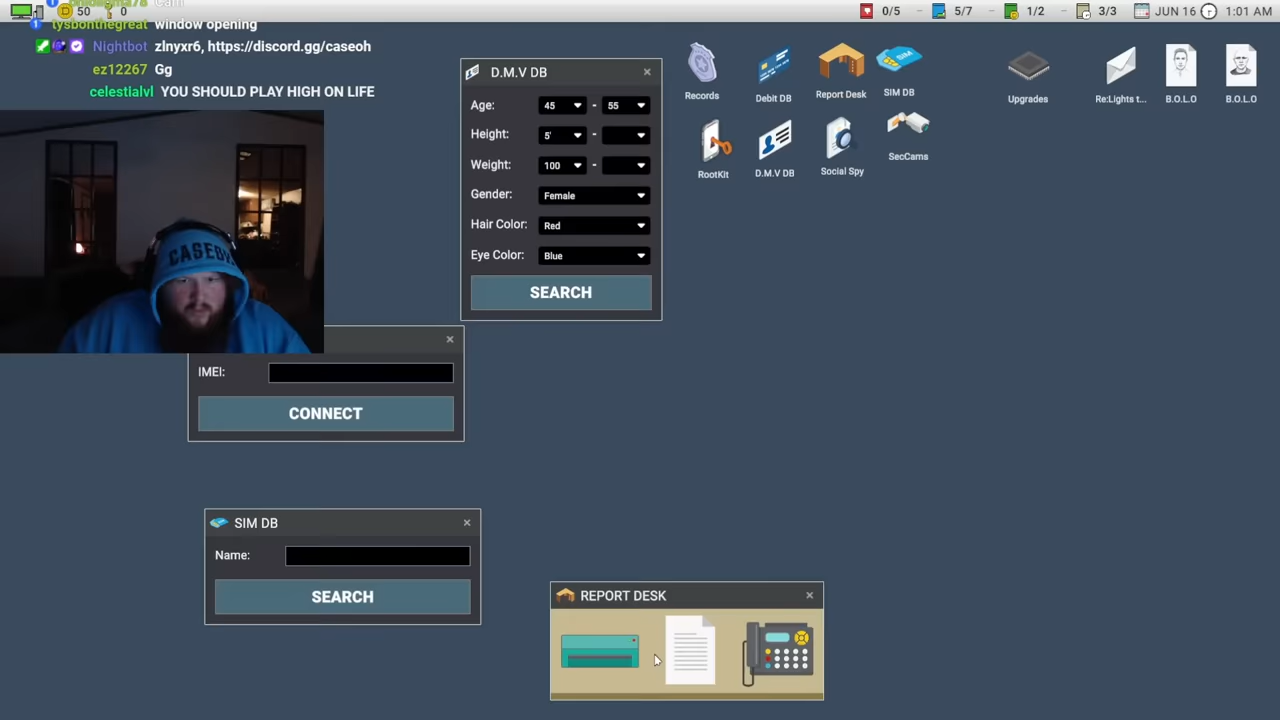 50
0
0/5
5/7
1/2
3/3
JUN 16
1:01 AM
tysbonthegreat window opening
Nightbot zlnyxr6, https://discord.gg/caseoh
ez12267 Gg
celestialvl YOU SHOULD PLAY HIGH ON LIFE
CASEOH
Records
Debit DB
Report Desk
SIM DB
Upgrades
Re:Lights t...
B.O.L.O
B.O.L.O
RootKit
D.M.V DB
Social Spy
SecCams
D.M.V DB
Age: 45 - 55
Height: 5' -
Weight: 100 -
Gender: Female
Hair Color: Red
Eye Color: Blue
SEARCH
IMEI:
CONNECT
SIM DB
Name:
SEARCH
REPORT DESK